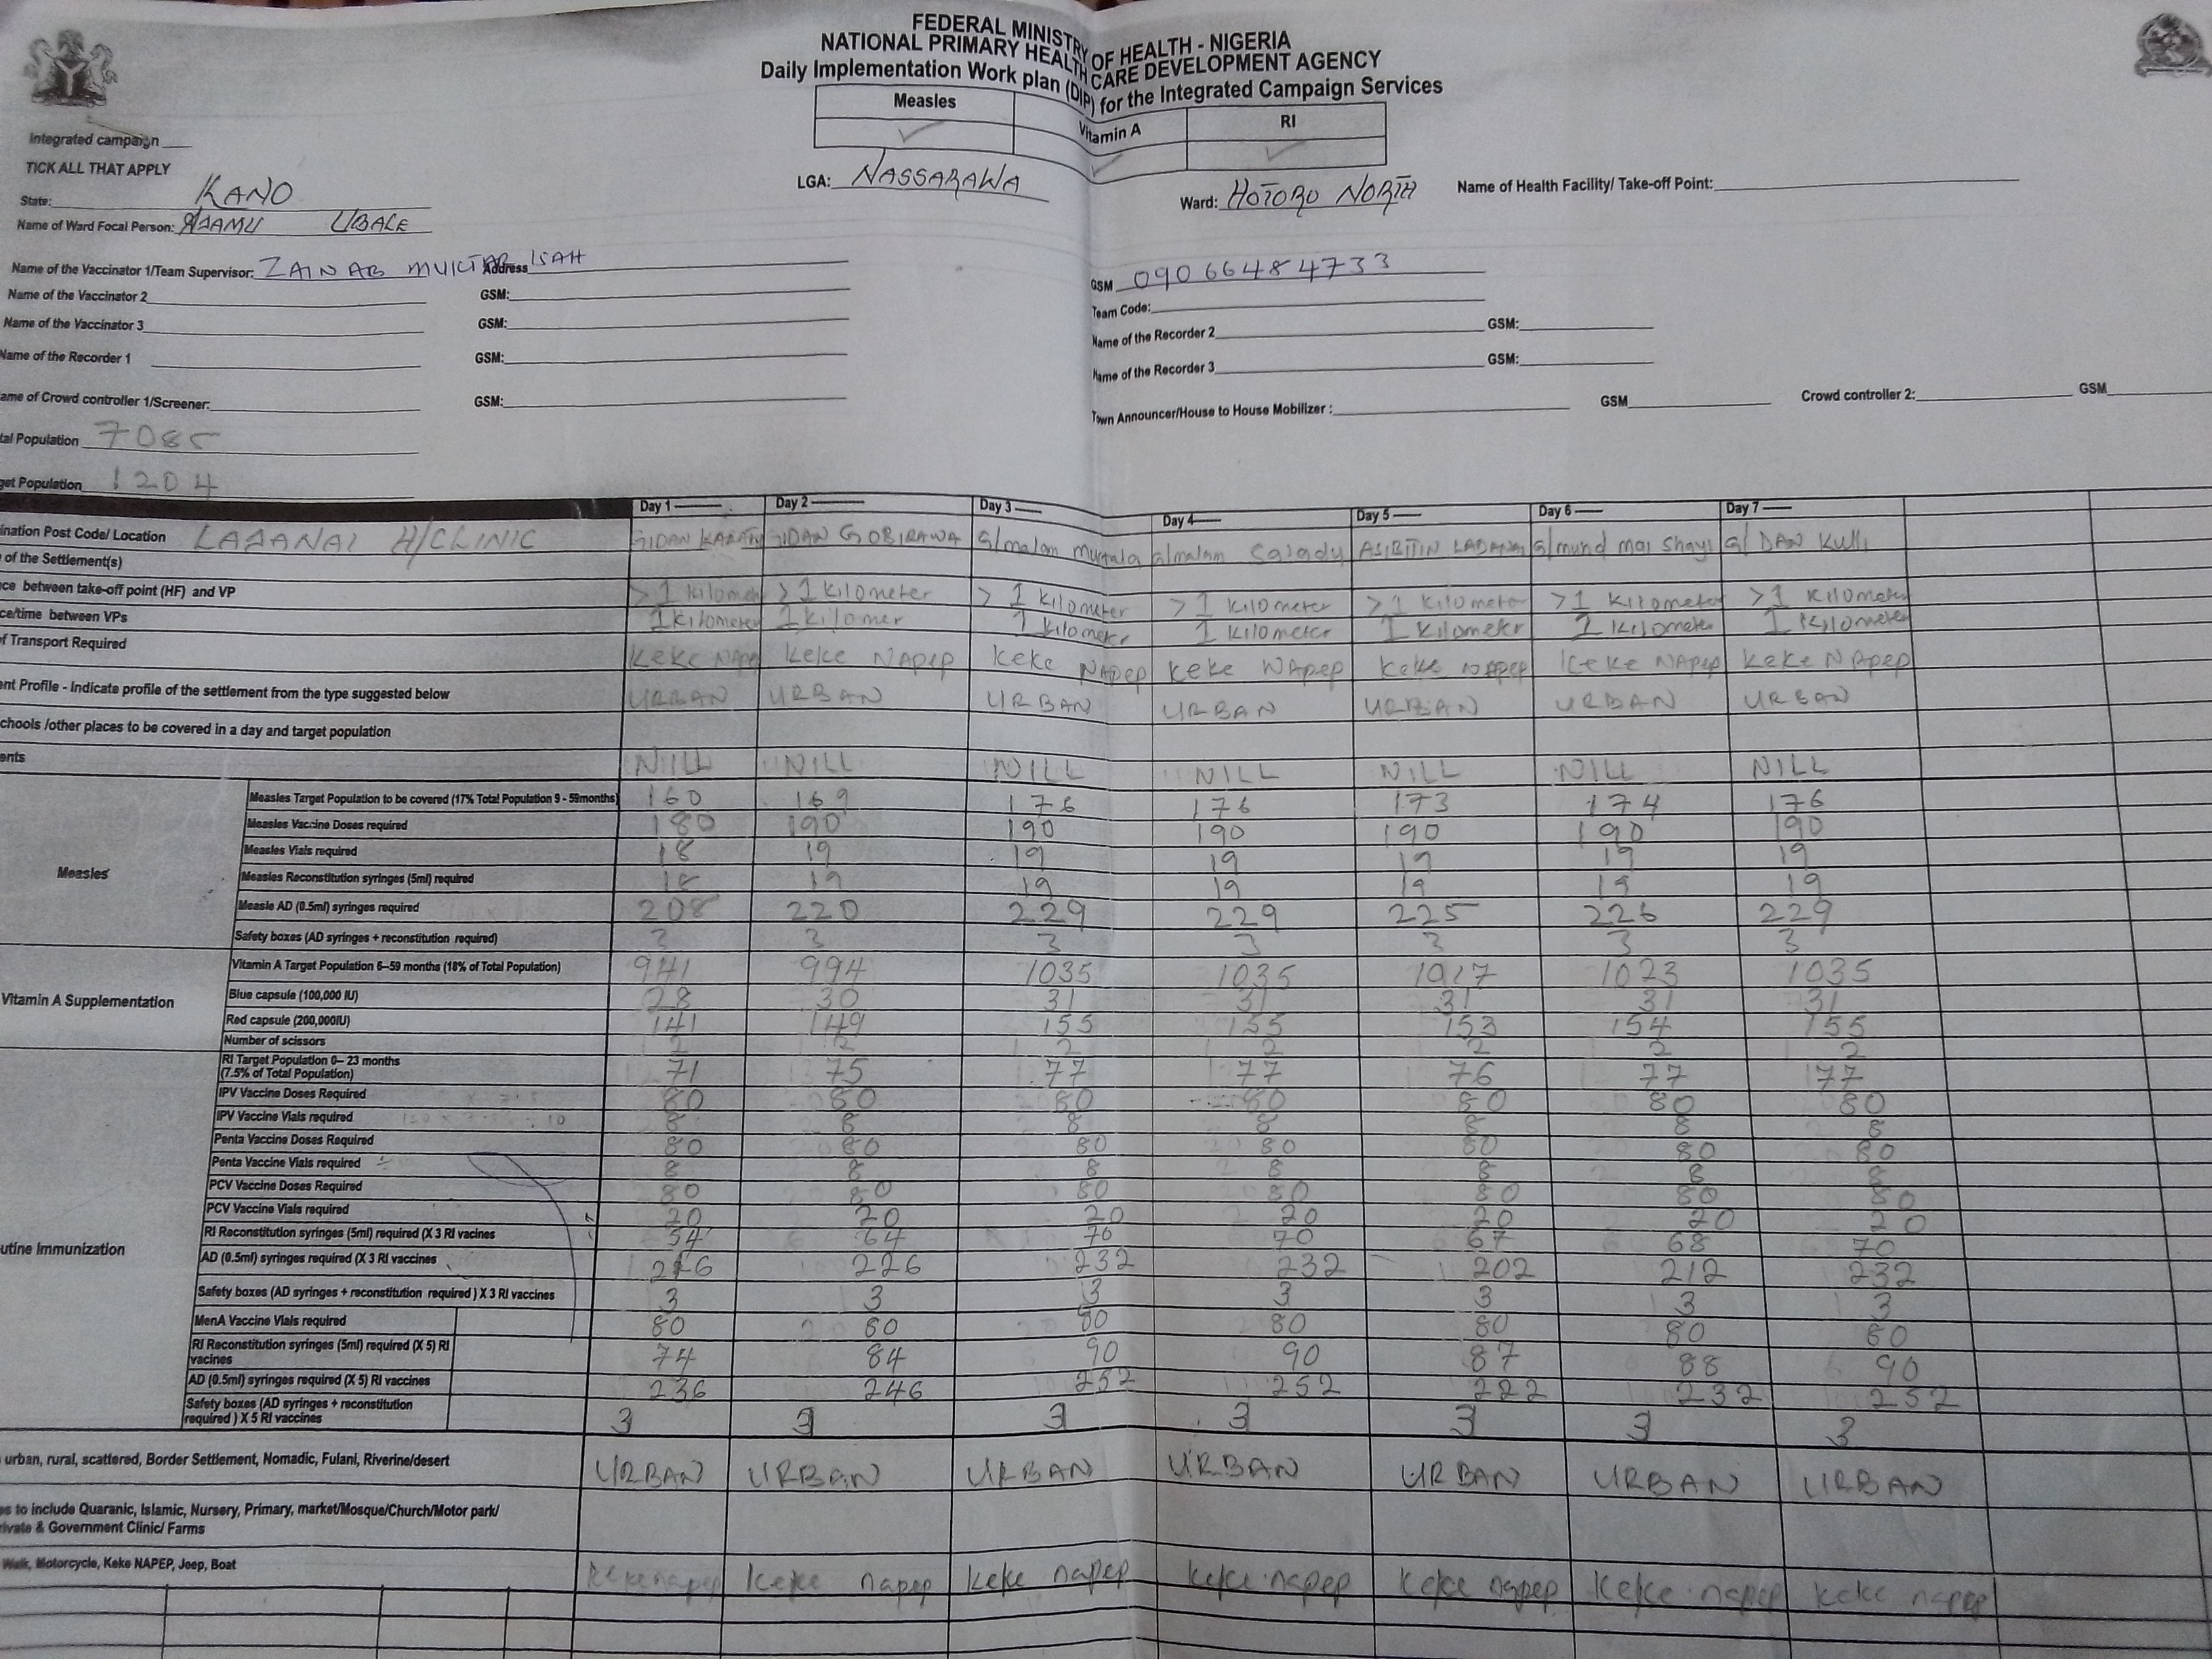 FEDERAL MINISTRY OF HEALTH - NIGERIA
NATIONAL PRIMARY HEALTH CARE DEVELOPMENT AGENCY
Daily Implementation Work plan (DIP) for the Integrated Campaign Services
Measles Vitamin A RI
✓ ✓ ✓
Integrated campaign
TICK ALL THAT APPLY
State: KANO LGA: NASSARAWA Ward: HOTORO NORTH Name of Health Facility/ Take-off Point:
Name of Ward Focal Person: UBALE
Name of the Vaccinator 1/Team Supervisor: ZAINAB MUKTAR ISAH Address GSM 09066484733
Name of the Vaccinator 2 GSM: Team Code:
Name of the Vaccinator 3 GSM: Name of the Recorder 2 GSM:
Name of the Recorder 1 GSM: Name of the Recorder 3 GSM:
ame of Crowd controller 1/Screener: GSM: Town Announcer/House to House Mobilizer : GSM Crowd controller 2: GSM
tal Population 7085
get Population 1204
Day 1 Day 2 Day 3 Day 4 Day 5 Day 6 Day 7
ination Post Code/ Location H/CLINIC
of the Settlement(s) GIDAN GIDAN GOBIRAWA G/malam murtala G/malam ASIBITIN G/ mai Shayi G/ DAN Kulli
ce between take-off point (HF) and VP >1 Kilometer >1 Kilometer >1 Kilometer >1 Kilometer >1 Kilometer >1 Kilometer >1 Kilometer
ce/time between VPs 1 Kilometer 1 Kilomer 1 Kilometer 1 Kilometer 1 Kilometer 1 Kilometer 1 Kilometer
f Transport Required Keke NApep Keke NApep Keke NApep Keke NApep Keke NApep Keke NApep Keke NApep
ent Profile - Indicate profile of the settlement from the type suggested below URBAN URBAN URBAN URBAN URBAN URBAN URBAN
chools /other places to be covered in a day and target population
ents NILL NILL NILL NILL NILL NILL NILL
Measles
Measles Target Population to be covered (17% Total Population 9 - 59months) 160 169 176 176 173 174 176
Measles Vaccine Doses required 180 190 190 190 190 190 190
Measles Vials required 18 19 19 19 19 19 19
Measles Reconstitution syringes (5ml) required 18 19 19 19 19 19 19
Measle AD (0.5ml) syringes required 208 220 229 229 225 226 229
Safety boxes (AD syringes + reconstitution required) 3 3 3 3 3 3 3
Vitamin A Supplementation
Vitamin A Target Population 6–59 months (18% of Total Population) 941 994 1035 1035 1017 1023 1035
Blue capsule (100,000 IU) 28 30 31 31 31 31 31
Red capsule (200,000IU) 141 149 155 155 153 154 155
Number of scissors 2 2 2 2 2 2 2
utine Immunization
RI Target Population 0– 23 months
(7.5% of Total Population) 71 75 77 77 76 77 77
IPV Vaccine Doses Required 80 80 80 80 80 80 80
IPV Vaccine Vials required 8 8 8 8 8 8 8
Penta Vaccine Doses Required 80 80 80 80 80 80 80
Penta Vaccine Vials required 8 8 8 8 8 8 8
PCV Vaccine Doses Required 80 80 80 80 80 80 80
PCV Vaccine Vials required 20 20 20 20 20 20 20
RI Reconstitution syringes (5ml) required (X 3 RI vacines 54 64 70 70 67 68 70
AD (0.5ml) syringes required (X 3 RI vaccines 226 232 232 202 212 232
Safety boxes (AD syringes + reconstitution required ) X 3 RI vaccines 3 3 3 3 3 3 3
MenA Vaccine Vials required 80 80 80 80 80 80 80
RI Reconstitution syringes (5ml) required (X 5) RI
vacines 74 84 90 90 87 88 90
AD (0.5ml) syringes required (X 5) RI vaccines 236 246 252 252 222 232 252
Safety boxes (AD syringes + reconstitution
required ) X 5 RI vaccines 3 3 3 3 3 3 3
urban, rural, scattered, Border Settlement, Nomadic, Fulani, Riverine/desert URBAN URBAN URBAN URBAN URBAN URBAN URBAN
es to include Quaranic, Islamic, Nursery, Primary, market/Mosque/Church/Motor park/
rivate & Government Clinic/ Farms
Walk, Motorcycle, Keke NAPEP, Jeep, Boat Keke napep Keke napep Keke napep Keke napep Keke napep Keke napep Keke napep